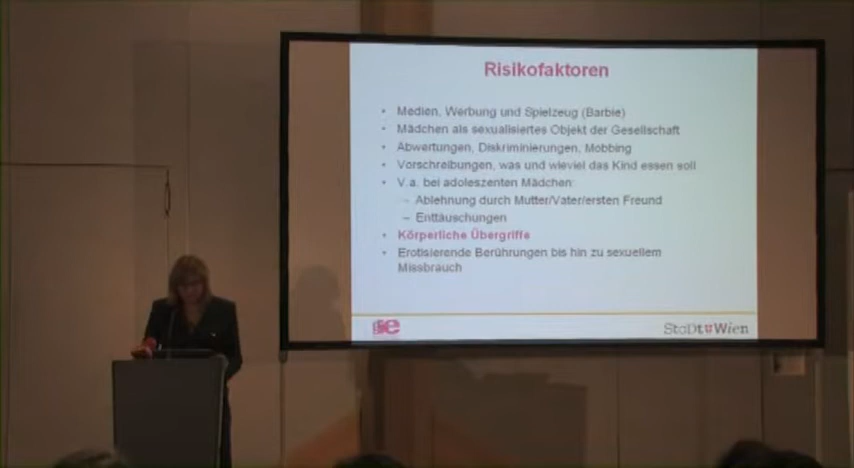 Risikofaktoren
• Medien, Werbung und Spielzeug (Barbie)
• Mädchen als sexualisiertes Objekt der Gesellschaft
• Abwertungen, Diskriminierungen, Mobbing
• Vorschreibungen, was und wieviel das Kind essen soll
• V.a. bei adoleszenten Mädchen:
– Ablehnung durch Mutter/Vater/ersten Freund
– Enttäuschungen
• Körperliche Übergriffe
• Erotisierende Berührungen bis hin zu sexuellem
Missbrauch
StaDt Wien